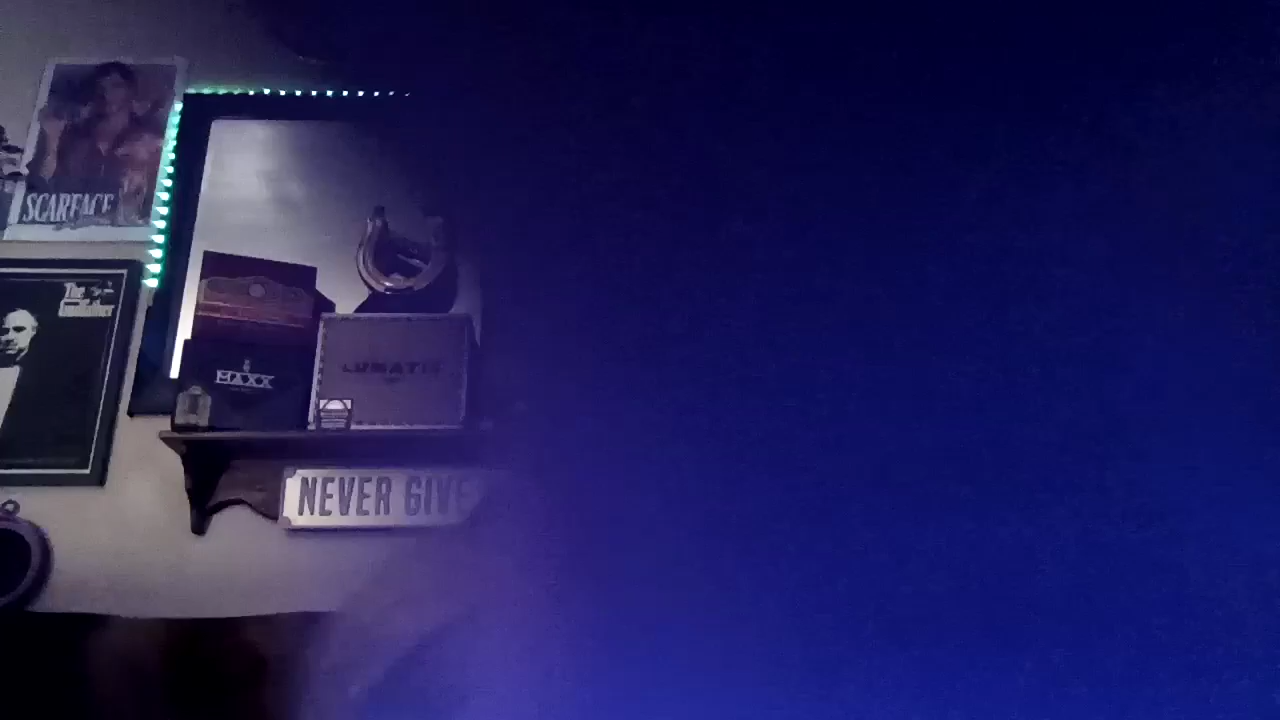 SCARFACE
The
Godfather
MAXX
LUNATIC
NEVER GIVE